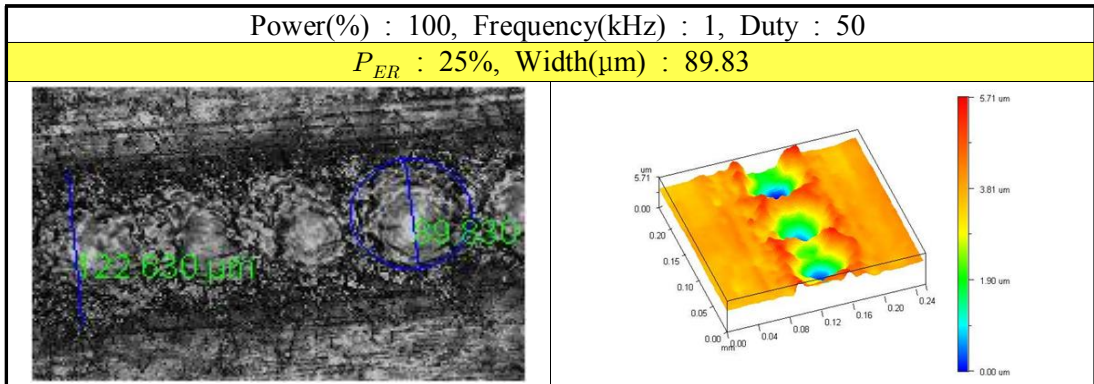 Power(%) : 100, Frequency(kHz) : 1, Duty : 50
P_ER : 25%, Width(μm) : 89.83
122.630 µm
89.830
5.71 um
3.81 um
1.90 um
0.00 um
um
5.71
0.00
0.20
0.15
0.10
0.05
0.00
mm
0.00
0.04
0.08
0.12
0.16
0.20
0.24